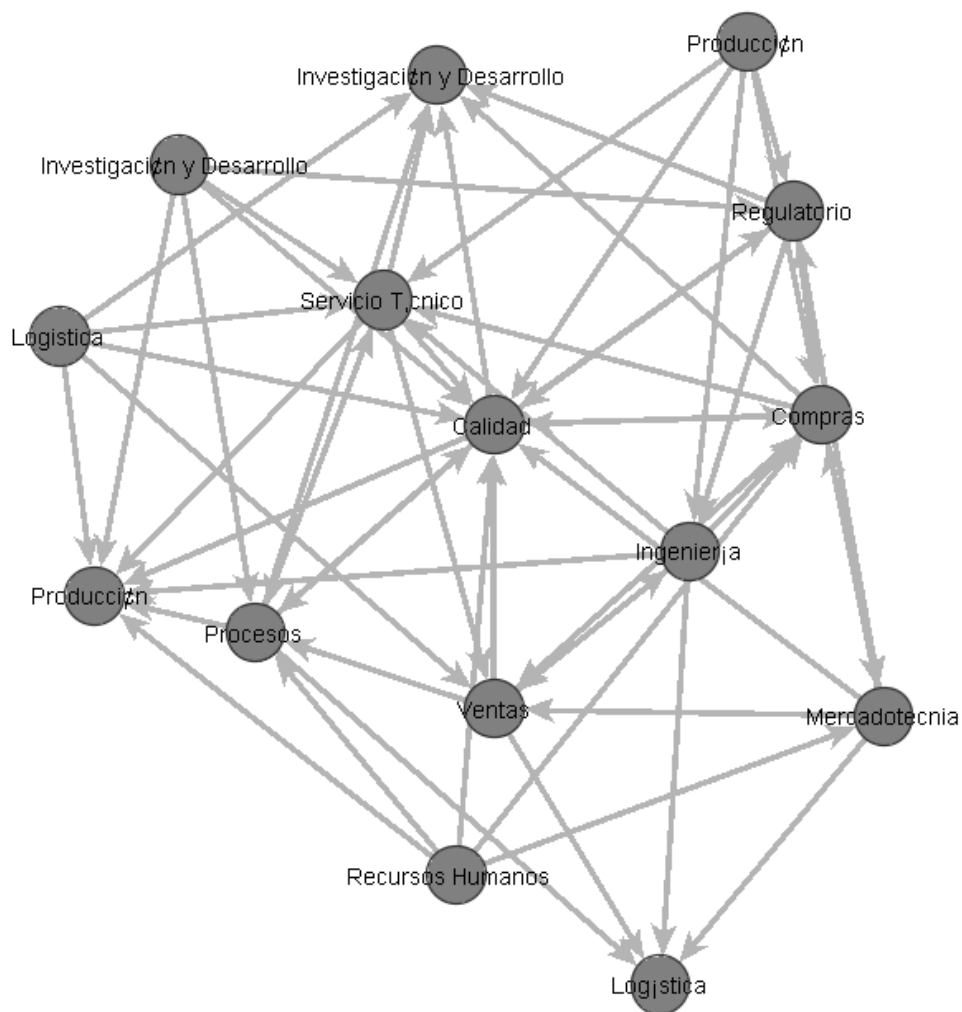 Producci¢n
Investigaci¢n y Desarrollo
Investigaci¢n y Desarrollo
Regulatorio
Servicio T‚cnico
Logistica
Compras
Calidad
Ingenier¡a
Producci¢n
Procesos
Ventas
Mercadotecnia
Recursos Humanos
Log¡stica